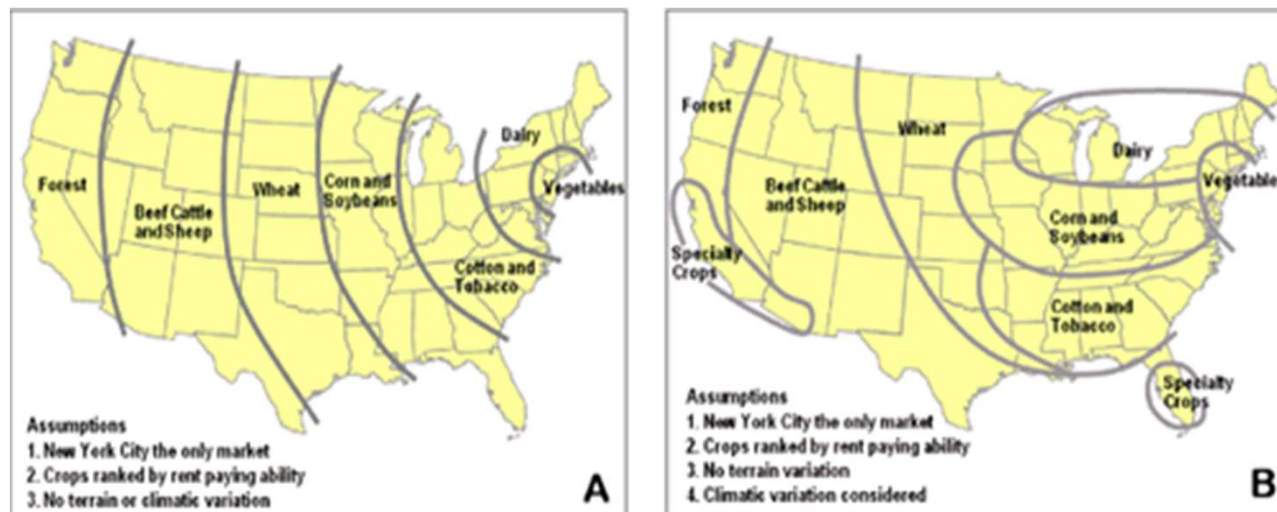 Forest
Beef Cattle
and Sheep
Wheat
Corn and
Soybeans
Dairy
Vegetables
Cotton and
Tobacco
Assumptions
1. New York City the only market
2. Crops ranked by rent paying ability
3. No terrain or climatic variation
A
Forest
Wheat
Dairy
Vegetable
Beef Cattle
and Sheep
Corn and
Soybeans
Specialty
Crops
Cotton and
Tobacco
Specialty
Crops
Assumptions
1. New York City the only market
2. Crops ranked by rent paying ability
3. No terrain variation
4. Climatic variation considered
B